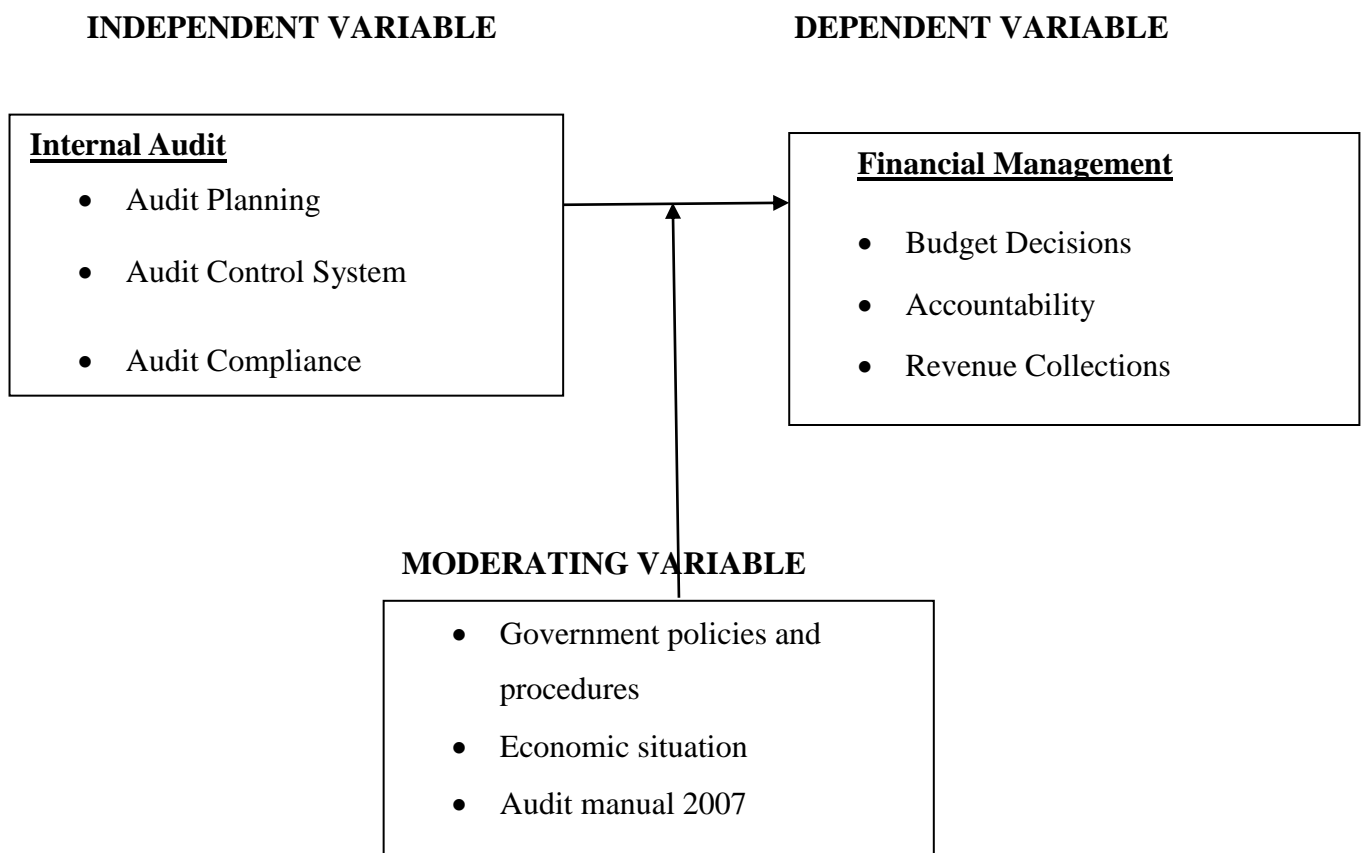 INDEPENDENT VARIABLE
DEPENDENT VARIABLE
Internal Audit
• Audit Planning
• Audit Control System
• Audit Compliance
Financial Management
• Budget Decisions
• Accountability
• Revenue Collections
MODERATING VARIABLE
• Government policies and
procedures
• Economic situation
• Audit manual 2007